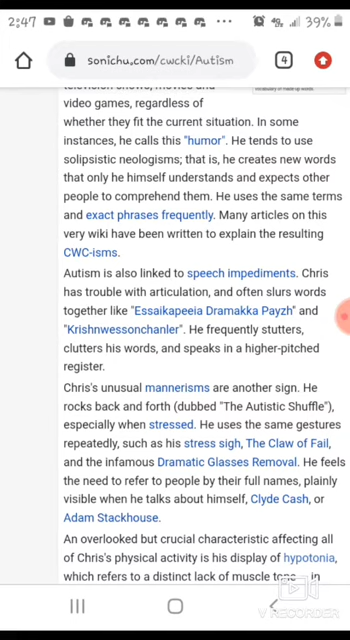 2:47 39%
sonichu.com/cwcki/Autism 4
television shows, movies and
video games, regardless of
whether they fit the current situation. In some
instances, he calls this "humor". He tends to use
solipsistic neologisms; that is, he creates new words
that only he himself understands and expects other
people to comprehend them. He uses the same terms
and exact phrases frequently. Many articles on this
very wiki have been written to explain the resulting
CWC-isms.
Autism is also linked to speech impediments. Chris
has trouble with articulation, and often slurs words
together like "Essaikapeeia Dramakka Payzh" and
"Krishnwessonchanler". He frequently stutters,
clutters his words, and speaks in a higher-pitched
register.
Chris's unusual mannerisms are another sign. He
rocks back and forth (dubbed "The Autistic Shuffle"),
especially when stressed. He uses the same gestures
repeatedly, such as his stress sigh, The Claw of Fail,
and the infamous Dramatic Glasses Removal. He feels
the need to refer to people by their full names, plainly
visible when he talks about himself, Clyde Cash, or
Adam Stackhouse.
An overlooked but crucial characteristic affecting all
of Chris's physical activity is his display of hypotonia,
which refers to a distinct lack of muscle tone – in
V RECORDER